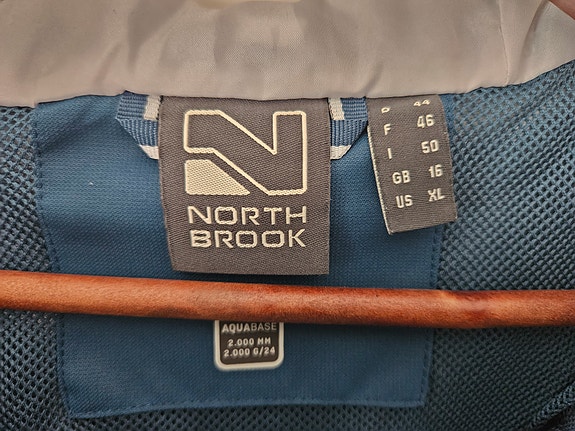 NORTH
BROOK
D 44
F 46
I 50
GB 16
US XL
AQUABASE
2.000 MM
2.000 G/24